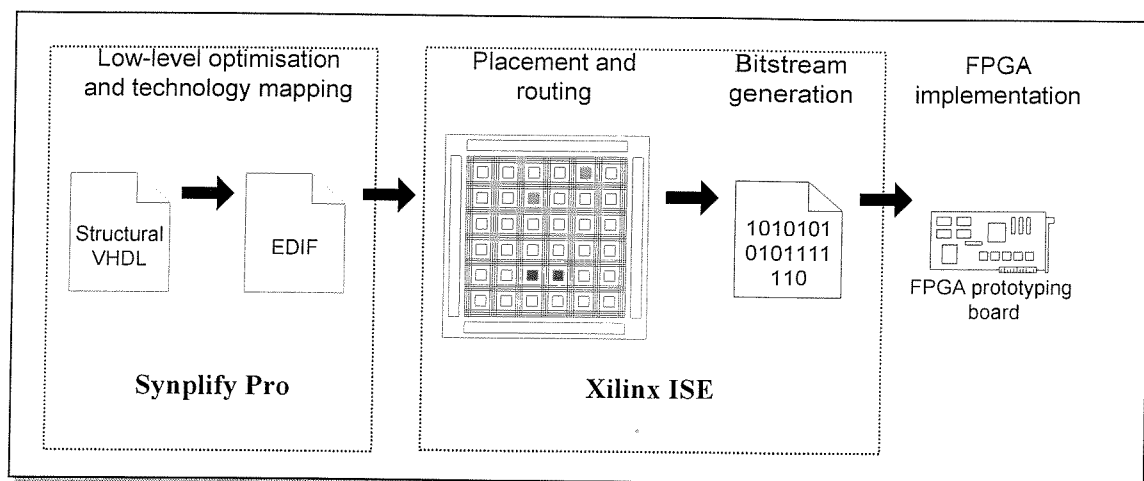 Low-level optimisation
and technology mapping
Structural
VHDL
EDIF
Synplify Pro
Placement and
routing
Bitstream
generation
1010101
0101111
110
Xilinx ISE
FPGA
implementation
FPGA prototyping
board